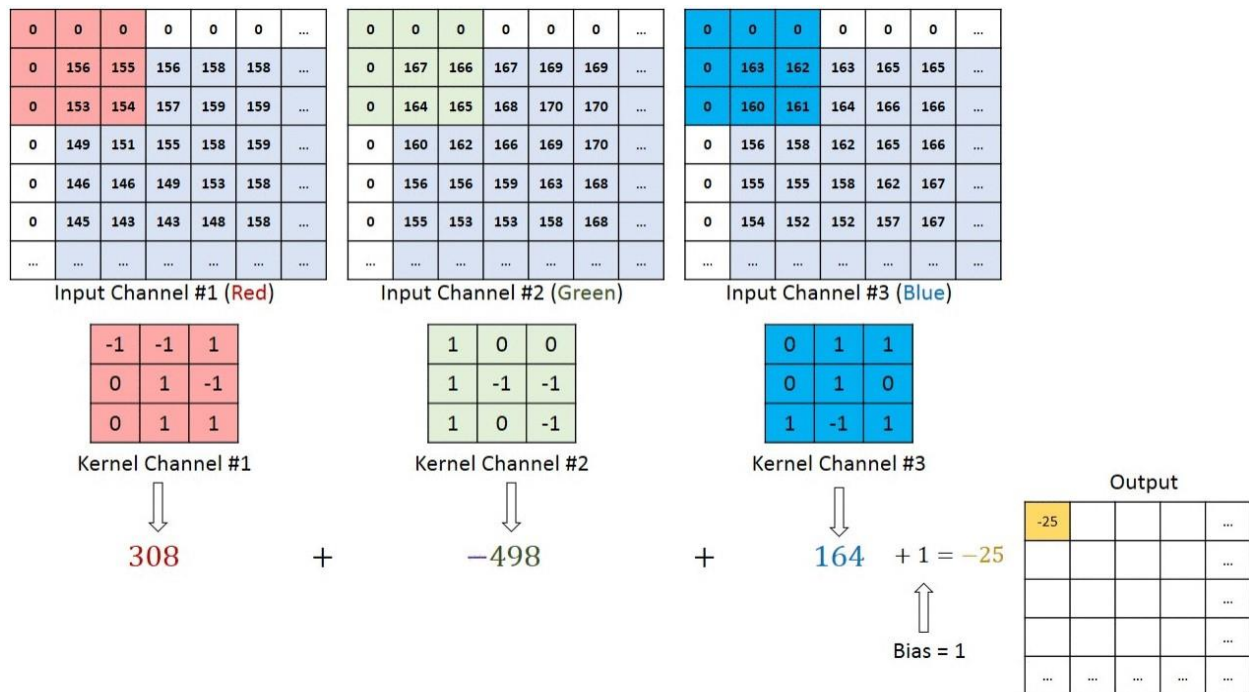 0 0 0 0 0 0 ... 0 0 0 0 0 0 ... 0 0 0 0 0 0 ...
0 156 155 156 158 158 ... 0 167 166 167 169 169 ... 0 163 162 163 165 165 ...
0 153 154 157 159 159 ... 0 164 165 168 170 170 ... 0 160 161 164 166 166 ...
0 149 151 155 158 159 ... 0 160 162 166 169 170 ... 0 156 158 162 165 166 ...
0 146 146 149 153 158 ... 0 156 156 159 163 168 ... 0 155 155 158 162 167 ...
0 145 143 143 148 158 ... 0 155 153 153 158 168 ... 0 154 152 152 157 167 ...
... ... ... ... ... ... ... ... ... ... ... ... ... ... ... ... ... ... ... ... ...
Input Channel #1 (Red) Input Channel #2 (Green) Input Channel #3 (Blue)
-1 -1 1 1 0 0 0 1 1
0 1 -1 1 -1 -1 0 1 0
0 1 1 1 0 -1 1 -1 1
Kernel Channel #1 Kernel Channel #2 Kernel Channel #3
308 + −498 + 164 + 1 = −25
Bias = 1
Output
-25 ...
...
...
...
... ... ... ... ...